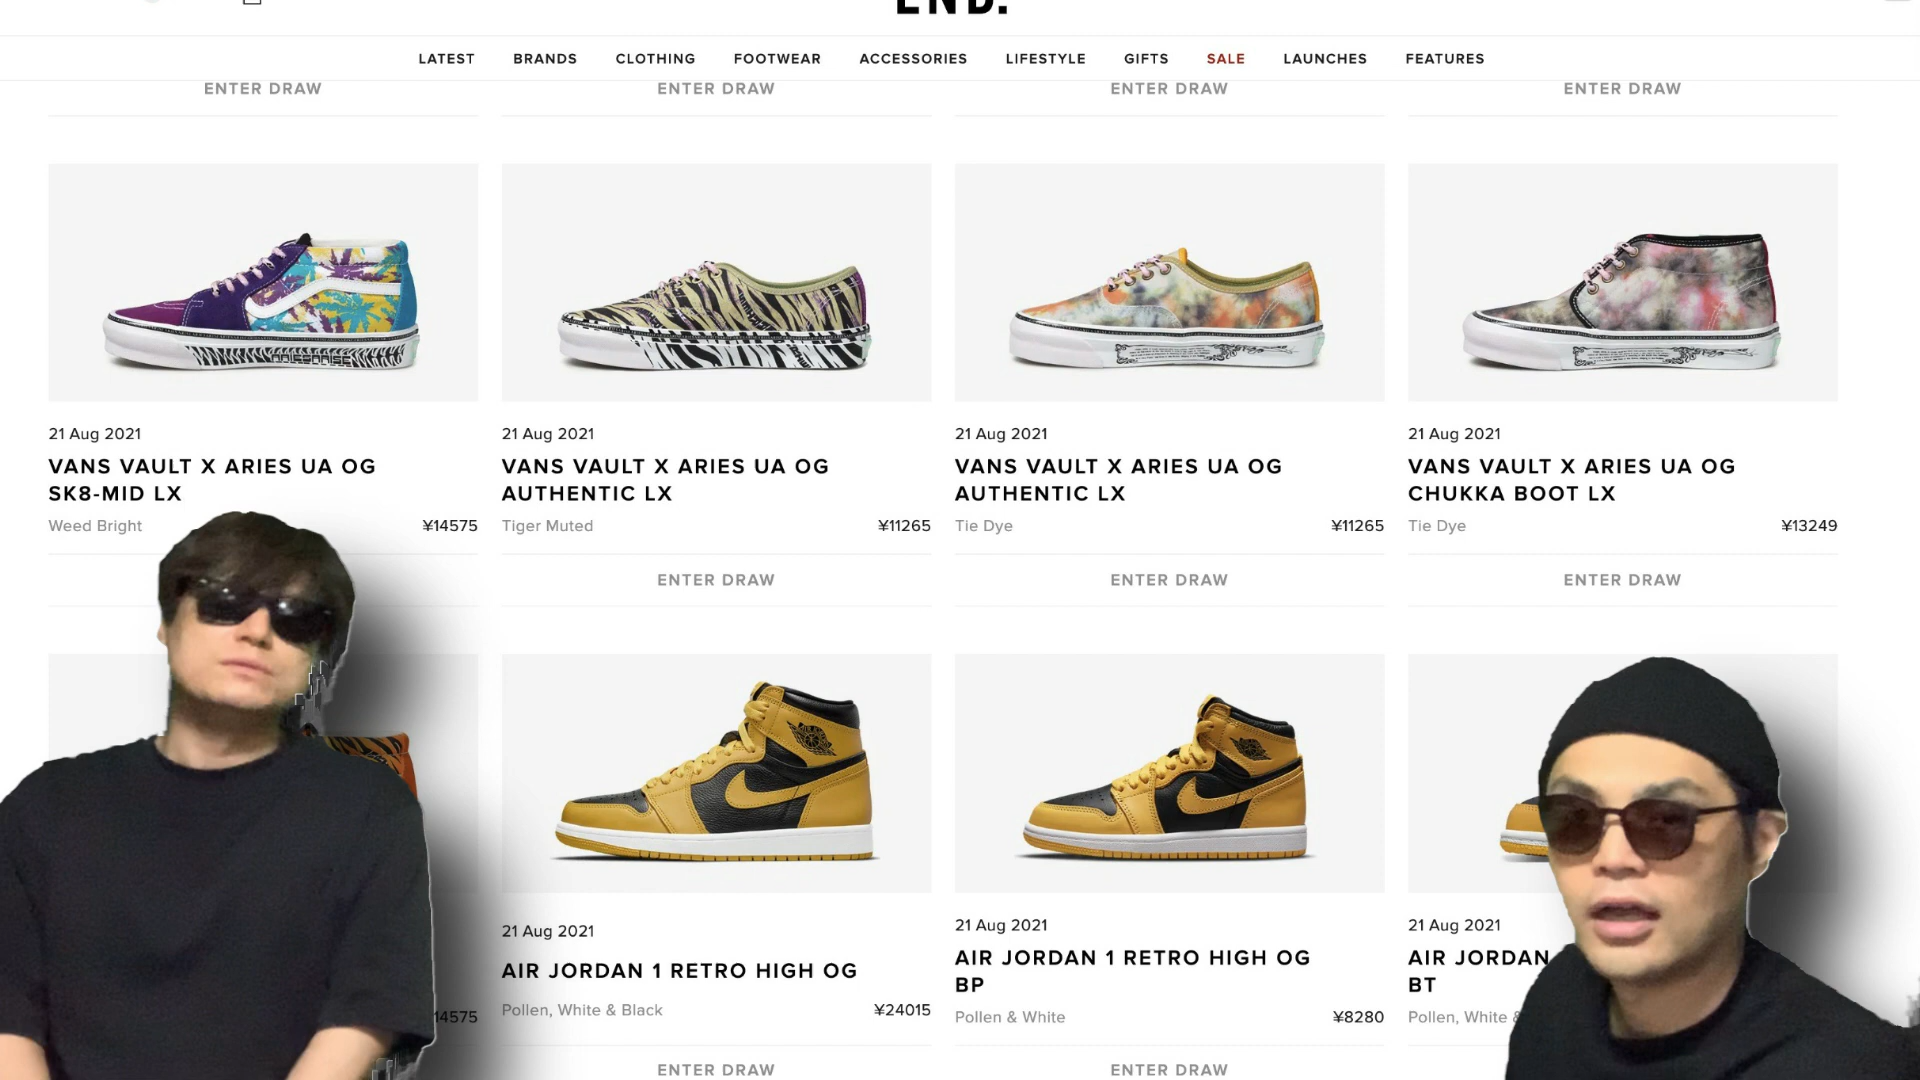 END.
LATEST BRANDS CLOTHING FOOTWEAR ACCESSORIES LIFESTYLE GIFTS SALE LAUNCHES FEATURES
ENTER DRAW ENTER DRAW ENTER DRAW ENTER DRAW
21 Aug 2021
VANS VAULT X ARIES UA OG
SK8-MID LX
Weed Bright ¥14575
21 Aug 2021
VANS VAULT X ARIES UA OG
AUTHENTIC LX
Tiger Muted ¥11265
ENTER DRAW
21 Aug 2021
VANS VAULT X ARIES UA OG
AUTHENTIC LX
Tie Dye ¥11265
ENTER DRAW
21 Aug 2021
VANS VAULT X ARIES UA OG
CHUKKA BOOT LX
Tie Dye ¥13249
ENTER DRAW
14575
21 Aug 2021
AIR JORDAN 1 RETRO HIGH OG
Pollen, White & Black ¥24015
ENTER DRAW
21 Aug 2021
AIR JORDAN 1 RETRO HIGH OG
BP
Pollen & White ¥8280
ENTER DRAW
21 Aug 2021
AIR JORDAN
BT
Pollen, White &